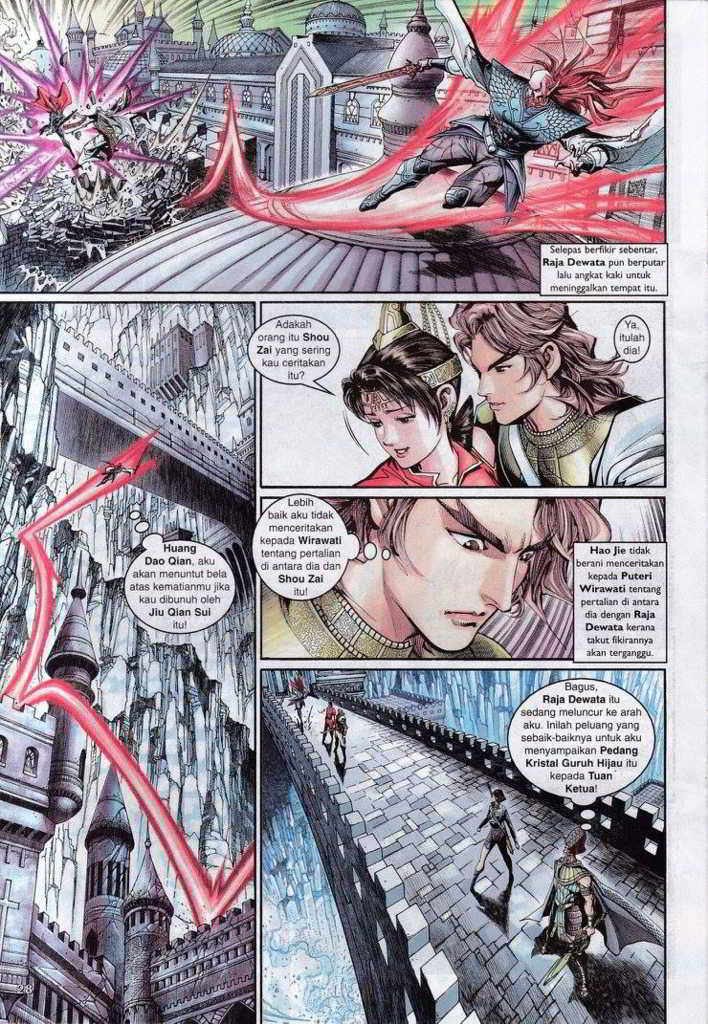 Selepas berfikir sebentar,
Raja Dewata pun berputar
lalu angkat kaki untuk
meninggalkan tempat itu.
Huang
Dao Qian, aku
akan menuntut bela
atas kematianmu jika
kau dibunuh oleh
Jiu Qian Sui
itu!
Adakah
orang itu Shou
Zai yang sering
kau ceritakan
itu?
Ya,
itulah
dia!
Lebih
baik aku tidak
menceritakan
kepada Wirawati
tentang pertalian
di antara dia dan
Shou Zai
itu!
Hao Jie tidak
berani menceritakan
kepada Puteri
Wirawati tentang
pertalian di antara
dia dengan Raja
Dewata kerana
takut fikirannya
akan terganggu.
Bagus,
Raja Dewata itu
sedang meluncur ke arah
aku. Inilah peluang yang
sebaik-baiknya untuk aku
menyampaikan Pedang
Kristal Guruh Hijau itu
kepada Tuan
Ketua!
28